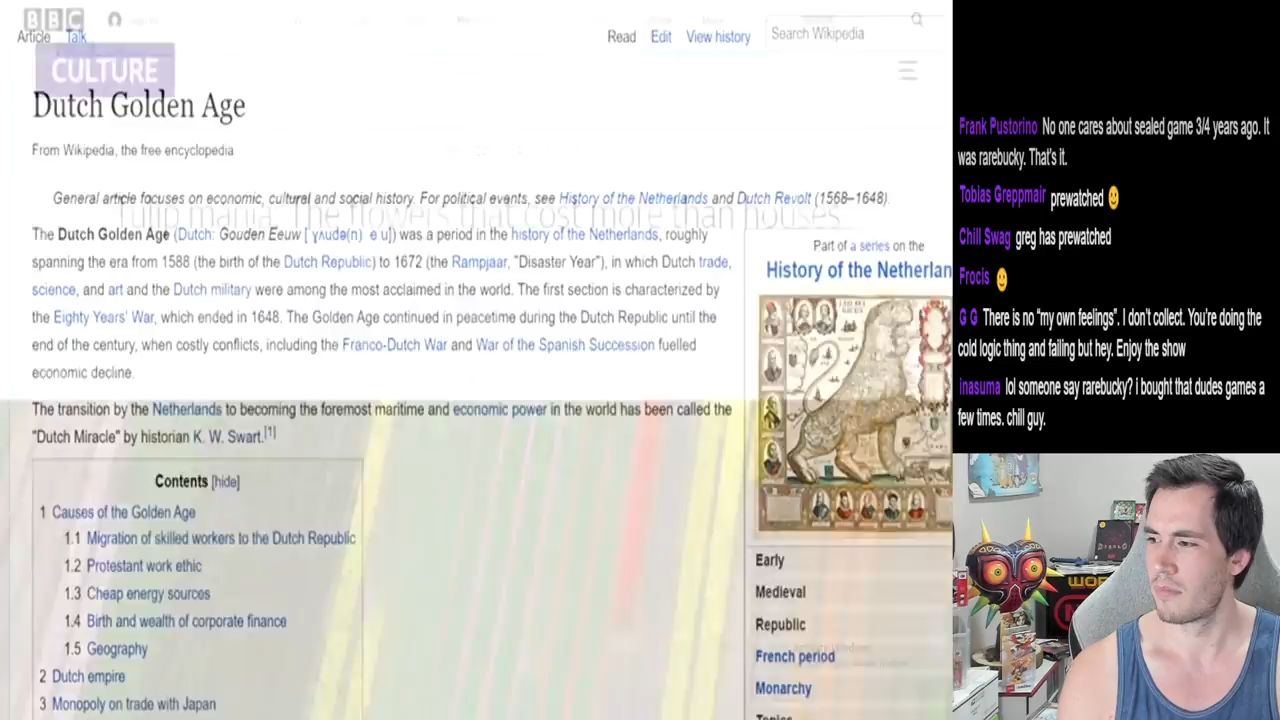 BBC
Article Talk
Read Edit View history
Search Wikipedia
CULTURE
Dutch Golden Age
From Wikipedia, the free encyclopedia
General article focuses on economic, cultural and social history. For political events, see History of the Netherlands and Dutch Revolt (1568–1648).
Tulip mania: The flowers that cost more than houses
The Dutch Golden Age (Dutch: Gouden Eeuw was a period in the history of the Netherlands, roughly
spanning the era from 1588 (the birth of the Dutch Republic) to 1672 (the Rampjaar, "Disaster Year"), in which Dutch trade,
science, and art and the Dutch military were among the most acclaimed in the world. The first section is characterized by
the Eighty Years' War, which ended in 1648. The Golden Age continued in peacetime during the Dutch Republic until the
end of the century, when costly conflicts, including the Franco-Dutch War and War of the Spanish Succession fuelled
economic decline.
The transition by the Netherlands to becoming the foremost maritime and economic power in the world has been called the
"Dutch Miracle" by historian K. W. Swart.[1]
Contents [hide]
1 Causes of the Golden Age
1.1 Migration of skilled workers to the Dutch Republic
1.2 Protestant work ethic
1.3 Cheap energy sources
1.4 Birth and wealth of corporate finance
1.5 Geography
2 Dutch empire
3 Monopoly on trade with Japan
Part of a series on the
History of the Netherlan
Early
Medieval
Republic
French period
Monarchy
Topics
Frank Pustorino No one cares about sealed game 3/4 years ago. It
was rarebucky. That's it.
Tobias Greppmair prewatched
Chill Swag greg has prewatched
Frocis
G G There is no "my own feelings". I don't collect. You're doing the
cold logic thing and failing but hey. Enjoy the show
inasuma lol someone say rarebucky? i bought that dudes games a
few times. chill guy.